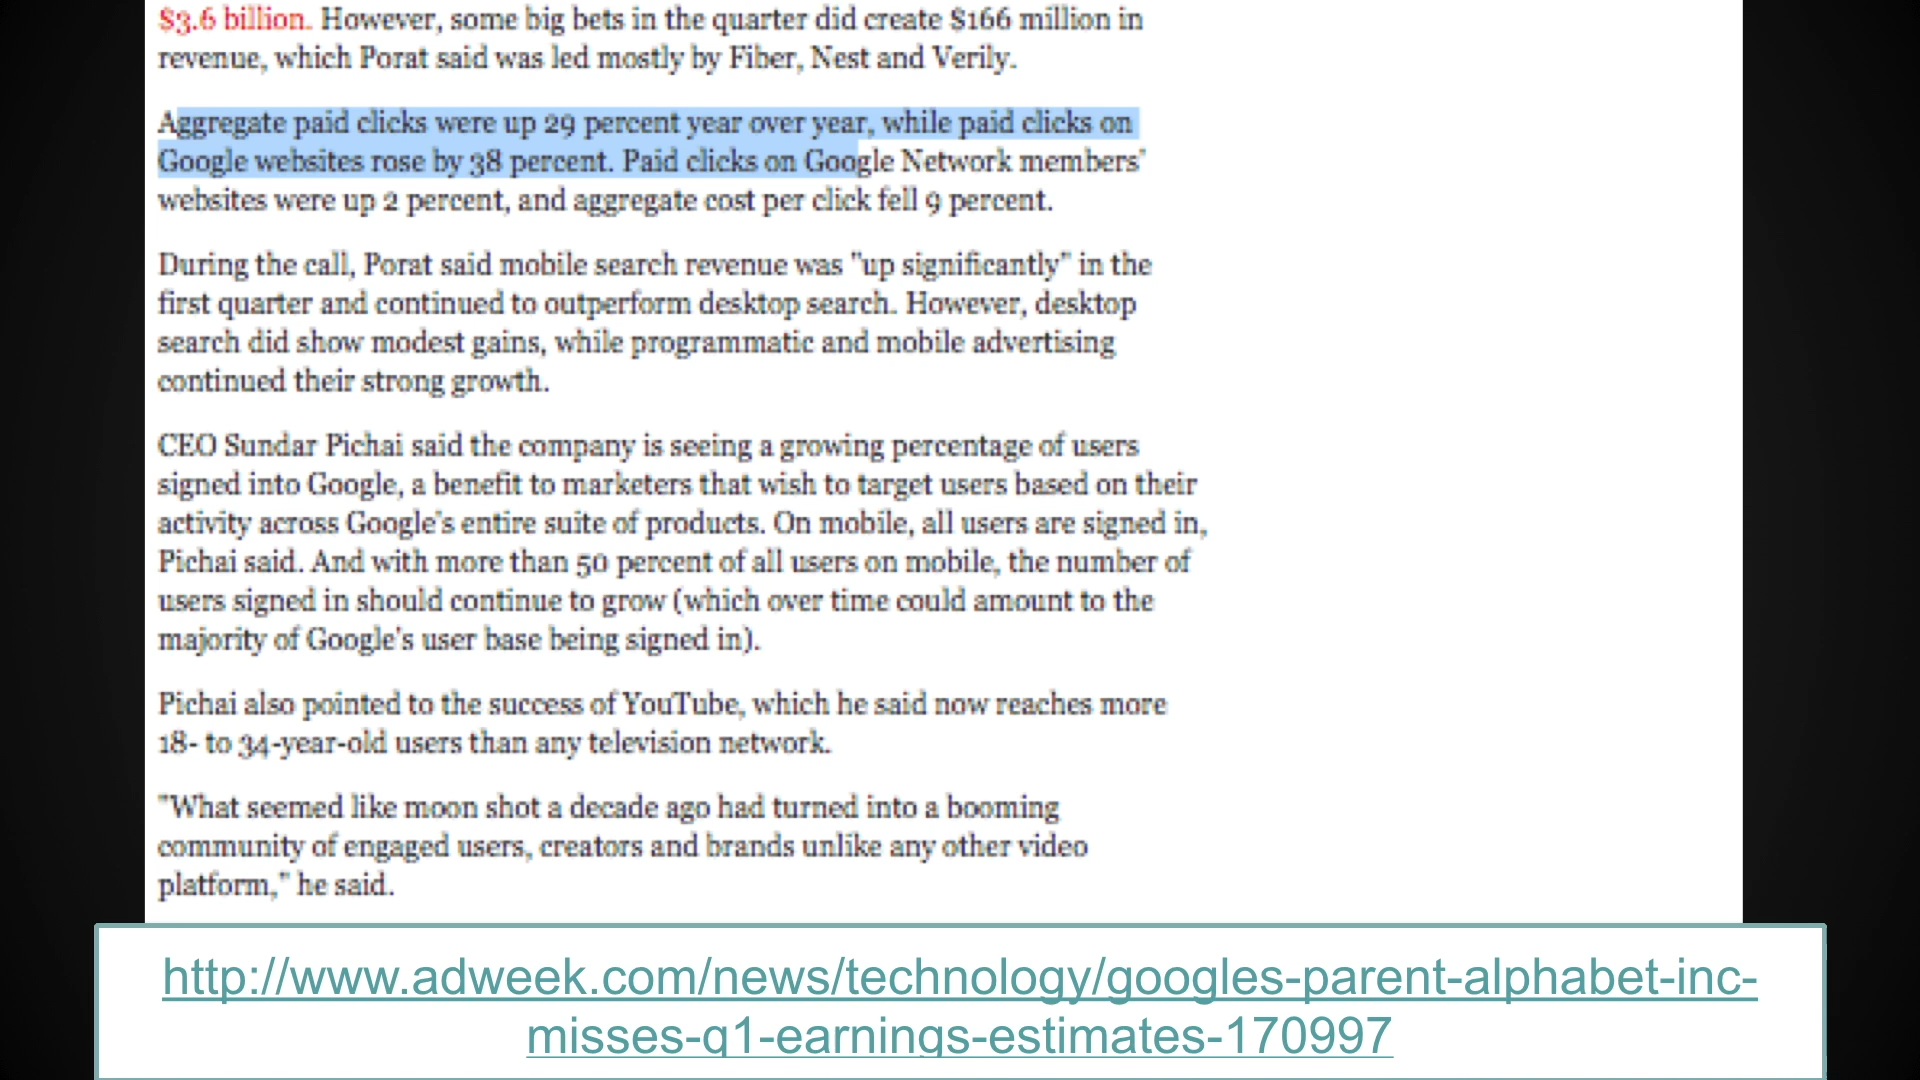 $3.6 billion. However, some big bets in the quarter did create $166 million in
revenue, which Porat said was led mostly by Fiber, Nest and Verily.
Aggregate paid clicks were up 29 percent year over year, while paid clicks on
Google websites rose by 38 percent. Paid clicks on Google Network members'
websites were up 2 percent, and aggregate cost per click fell 9 percent.
During the call, Porat said mobile search revenue was "up significantly" in the
first quarter and continued to outperform desktop search. However, desktop
search did show modest gains, while programmatic and mobile advertising
continued their strong growth.
CEO Sundar Pichai said the company is seeing a growing percentage of users
signed into Google, a benefit to marketers that wish to target users based on their
activity across Google's entire suite of products. On mobile, all users are signed in,
Pichai said. And with more than 50 percent of all users on mobile, the number of
users signed in should continue to grow (which over time could amount to the
majority of Google's user base being signed in).
Pichai also pointed to the success of YouTube, which he said now reaches more
18- to 34-year-old users than any television network.
"What seemed like moon shot a decade ago had turned into a booming
community of engaged users, creators and brands unlike any other video
platform," he said.
http://www.adweek.com/news/technology/googles-parent-alphabet-inc-
misses-q1-earnings-estimates-170997